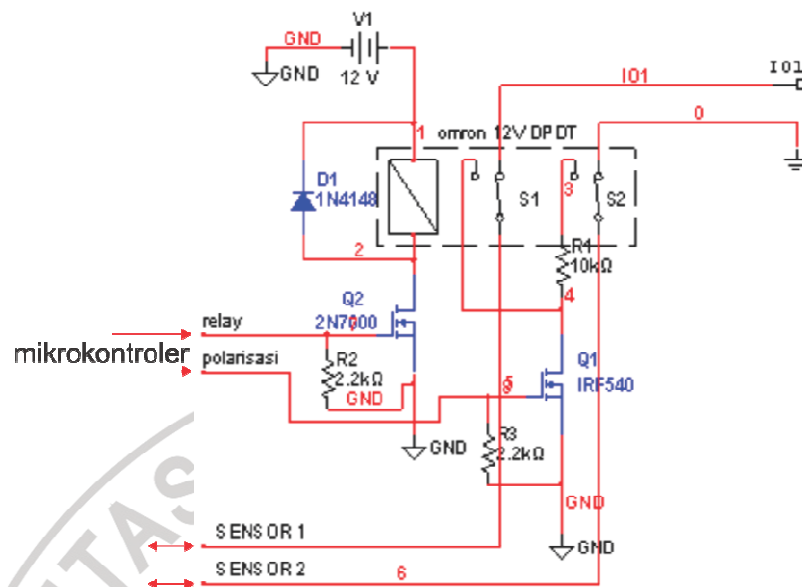 V1
GND
GND
12 V
IO1
IO1
0
1
omron 12V DPDT
D1
1N4148
3
S1
S2
2
R4
10kΩ
4
Q2
2N7000
relay
mikrokontroler
polarisasi
R2
2.2kΩ
GND
Q1
IRF540
GND
R3
2.2kΩ
GND
GND
SENSOR 1
SENSOR 2
6
ITAS